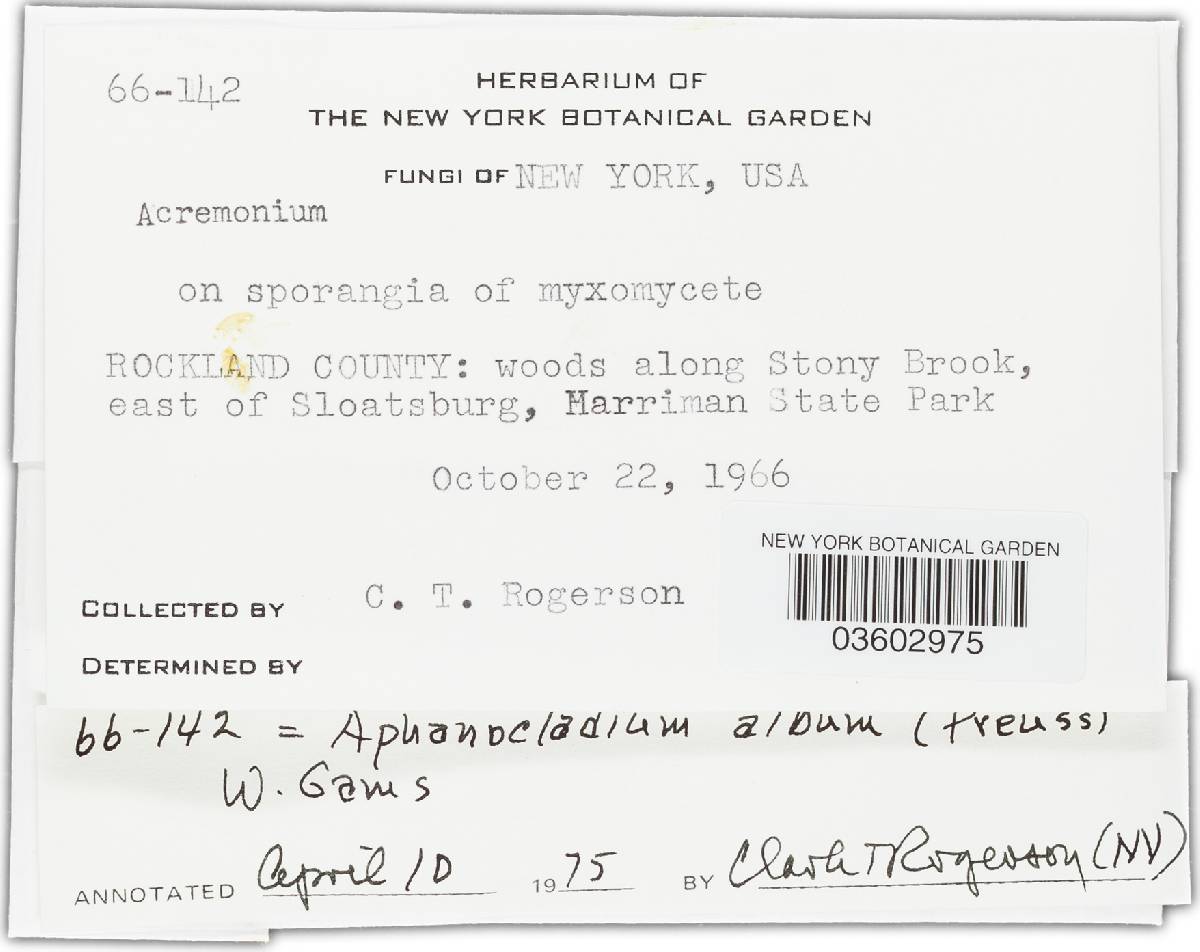 66-142
HERBARIUM OF
THE NEW YORK BOTANICAL GARDEN
FUNGI OF NEW YORK, USA
Acremonium
on sporangia of myxomycete
ROCKLAND COUNTY: woods along Stony Brook,
east of Sloatsburg, Harriman State Park
October 22, 1966
COLLECTED BY C. T. Rogerson
DETERMINED BY
NEW YORK BOTANICAL GARDEN
03602975
66-142 = Aphanocladium album (Preuss)
W. Gams
ANNOTATED April 10 1975 BY Clark T Rogerson (NY)